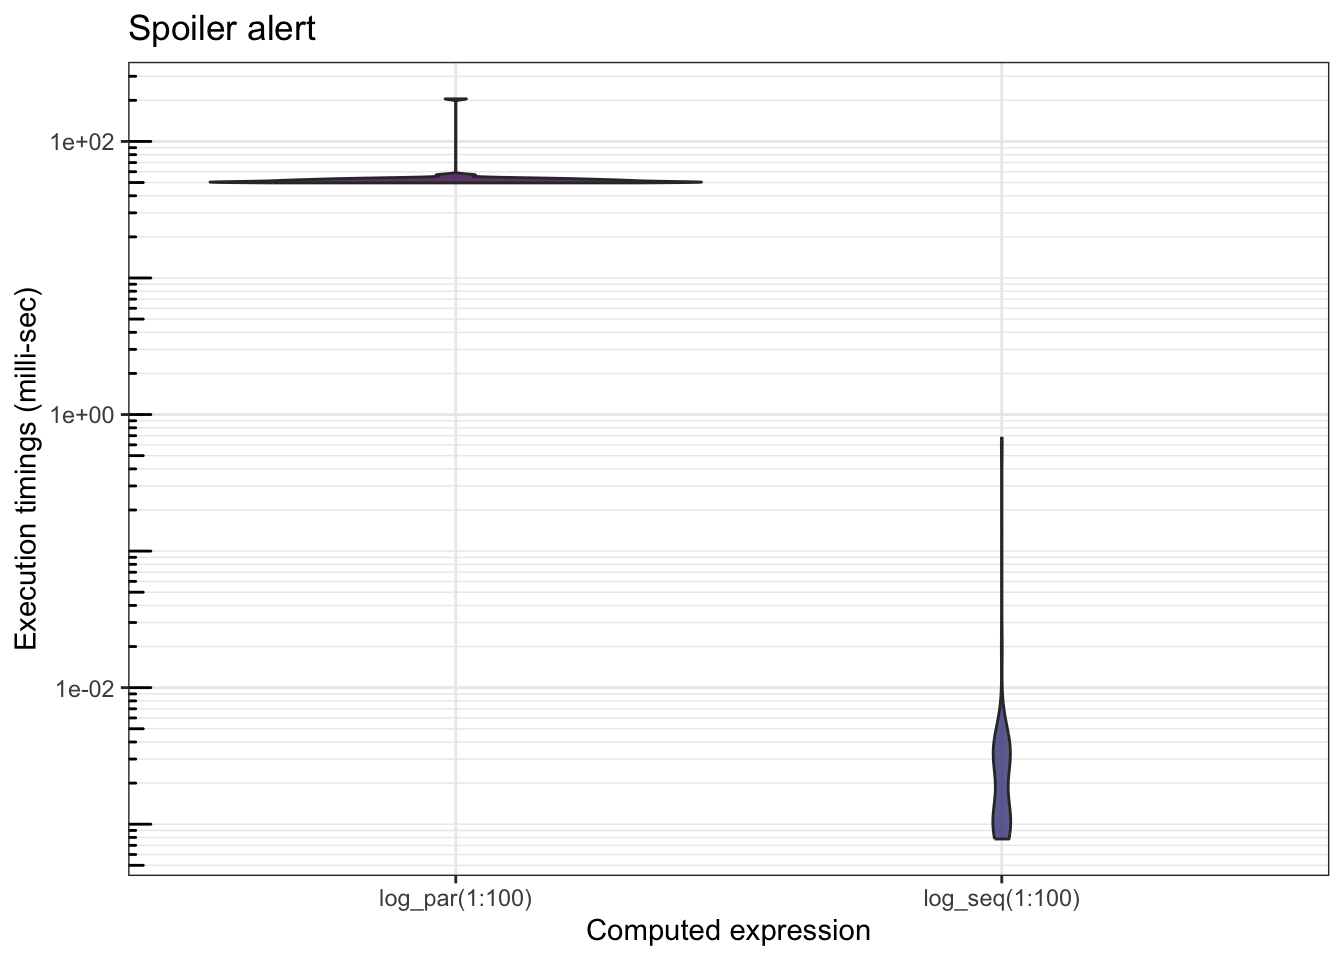 Spoiler alert
Execution timings (milli-sec)
1e+02
1e+00
1e-02
log_par(1:100)
log_seq(1:100)
Computed expression